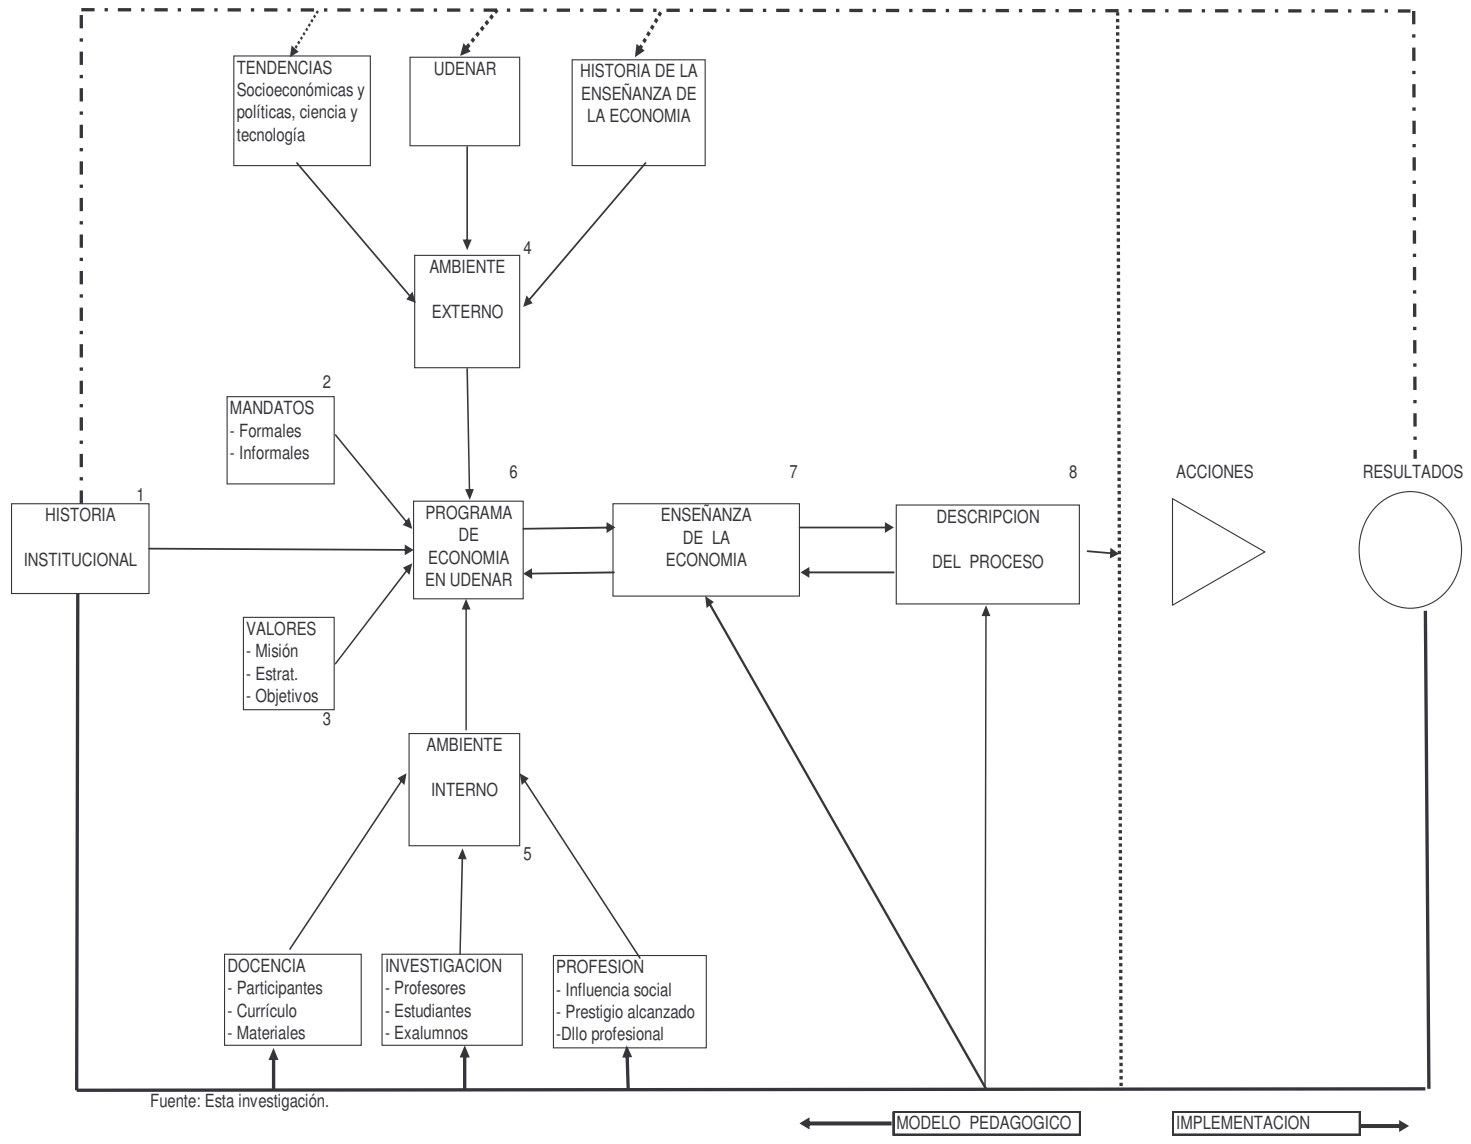 TENDENCIAS
Socioeconómicas y
políticas, ciencia y
tecnología
UDENAR
HISTORIA DE LA
ENSEÑANZA DE
LA ECONOMIA
4
AMBIENTE
EXTERNO
2
MANDATOS
- Formales
- Informales
1
HISTORIA
INSTITUCIONAL
6
PROGRAMA
DE
ECONOMIA
EN UDENAR
7
ENSEÑANZA
DE LA
ECONOMIA
8
DESCRIPCION
DEL PROCESO
ACCIONES
RESULTADOS
VALORES
- Misión
- Estrat.
- Objetivos
3
AMBIENTE
INTERNO
5
DOCENCIA
- Participantes
- Currículo
- Materiales
INVESTIGACION
- Profesores
- Estudiantes
- Exalumnos
PROFESION
- Influencia social
- Prestigio alcanzado
-Dllo profesional
Fuente: Esta investigación.
MODELO PEDAGOGICO
IMPLEMENTACION